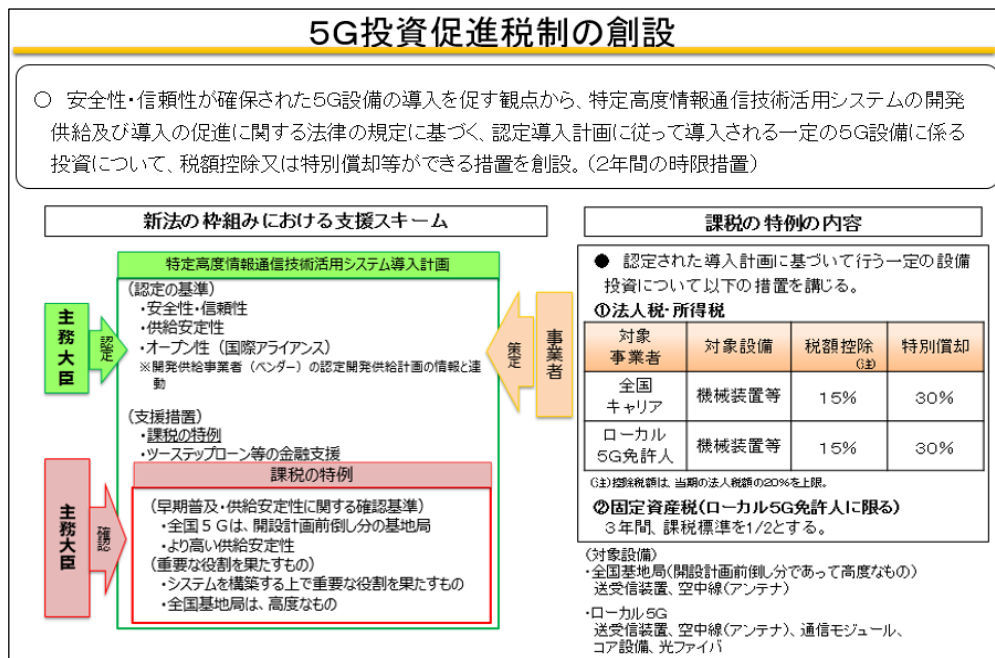 5G投資促進税制の創設
○ 安全性・信頼性が確保された5G設備の導入を促す観点から、特定高度情報通信技術活用システムの開発
供給及び導入の促進に関する法律の規定に基づく、認定導入計画に従って導入される一定の5G設備に係る
投資について、税額控除又は特別償却等ができる措置を創設。(2年間の時限措置)
新法の枠組みにおける支援スキーム
特定高度情報通信技術活用システム導入計画
(認定の基準)
・安全性・信頼性
・供給安定性
・オープン性(国際アライアンス)
※開発供給事業者(ベンダー)の認定開発供給計画の情報と連
動
(支援措置)
・課税の特例
・ツーステップローン等の金融支援
主務大臣
認定
事業者
策定
課税の特例
(早期普及・供給安定性に関する確認基準)
・全国5Gは、開設計画前倒し分の基地局
・より高い供給安定性
(重要な役割を果たすもの)
・システムを構築する上で重要な役割を果たすもの
・全国基地局は、高度なもの
主務大臣
確認
課税の特例の内容
● 認定された導入計画に基づいて行う一定の設備
投資について以下の措置を講じる。
①法人税・所得税
対象
事業者 対象設備 税額控除 特別償却
(注)
全国
キャリア 機械装置等 15% 30%
ローカル
5G免許人 機械装置等 15% 30%
(注)控除税額は、当期の法人税額の20%を上限。
②固定資産税(ローカル5G免許人に限る)
3年間、課税標準を1/2とする。
(対象設備)
・全国基地局(開設計画前倒し分であって高度なもの)
送受信装置、空中線(アンテナ)
・ローカル5G
送受信装置、空中線(アンテナ)、通信モジュール、
コア設備、光ファイバ